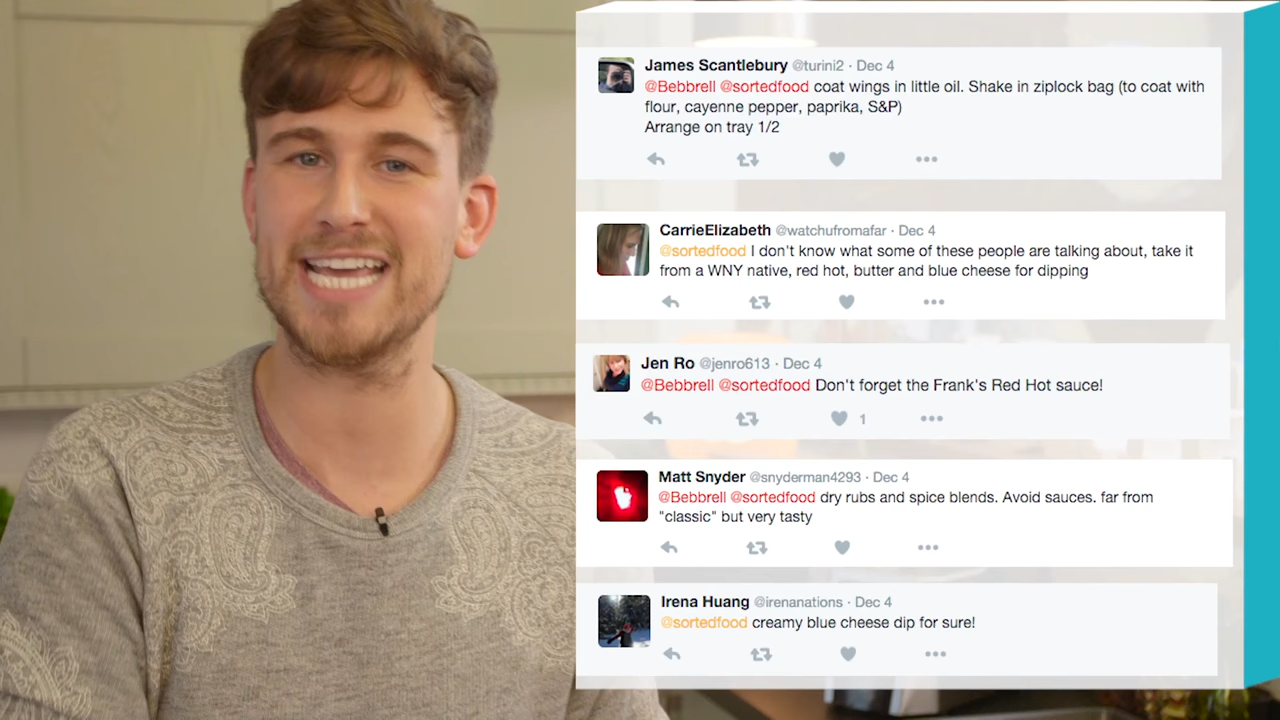 James Scantlebury @turini2 · Dec 4
@Bebbrell @sortedfood coat wings in little oil. Shake in ziplock bag (to coat with
flour, cayenne pepper, paprika, S&P)
Arrange on tray 1/2
CarrieElizabeth @watchufromafar · Dec 4
@sortedfood I don't know what some of these people are talking about, take it
from a WNY native, red hot, butter and blue cheese for dipping
Jen Ro @jenro613 · Dec 4
@Bebbrell @sortedfood Don't forget the Frank's Red Hot sauce!
1
Matt Snyder @snyderman4293 · Dec 4
@Bebbrell @sortedfood dry rubs and spice blends. Avoid sauces. far from
"classic" but very tasty
Irena Huang @irenanations · Dec 4
@sortedfood creamy blue cheese dip for sure!